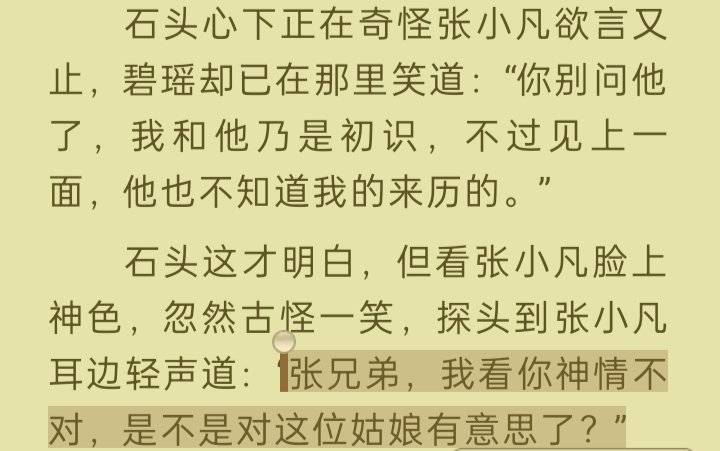 石头心下正在奇怪张小凡欲言又
止，碧瑶却已在那里笑道：“你别问他
了，我和他乃是初识，不过见上一
面，他也不知道我的来历的。”
石头这才明白，但看张小凡脸上
神色，忽然古怪一笑，探头到张小凡
耳边轻声道：“张兄弟，我看你神情不
对，是不是对这位姑娘有意思了？”